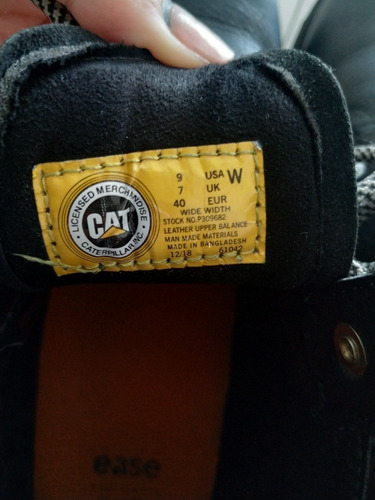 9 USA W
7 UK
40 EUR
WIDE WIDTH
STOCK NO.P309682
LEATHER UPPER BALANCE
MAN MADE MATERIALS
MADE IN BANGLADESH
12/18 61042
LICENSED MERCHANDISE
CAT
CATERPILLAR INC.
ease